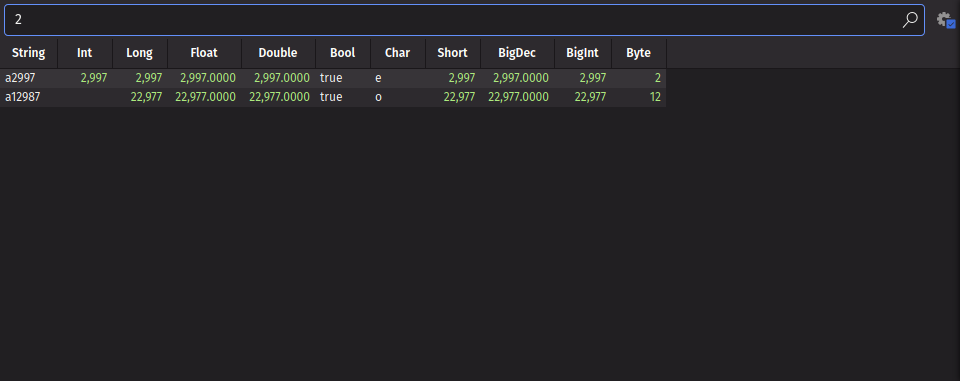 2
String Int Long Float Double Bool Char Short BigDec BigInt Byte
a2997 2,997 2,997 2,997.0000 2,997.0000 true e 2,997 2,997.0000 2,997 2
a12987 22,977 22,977.0000 22,977.0000 true o 22,977 22,977.0000 22,977 12